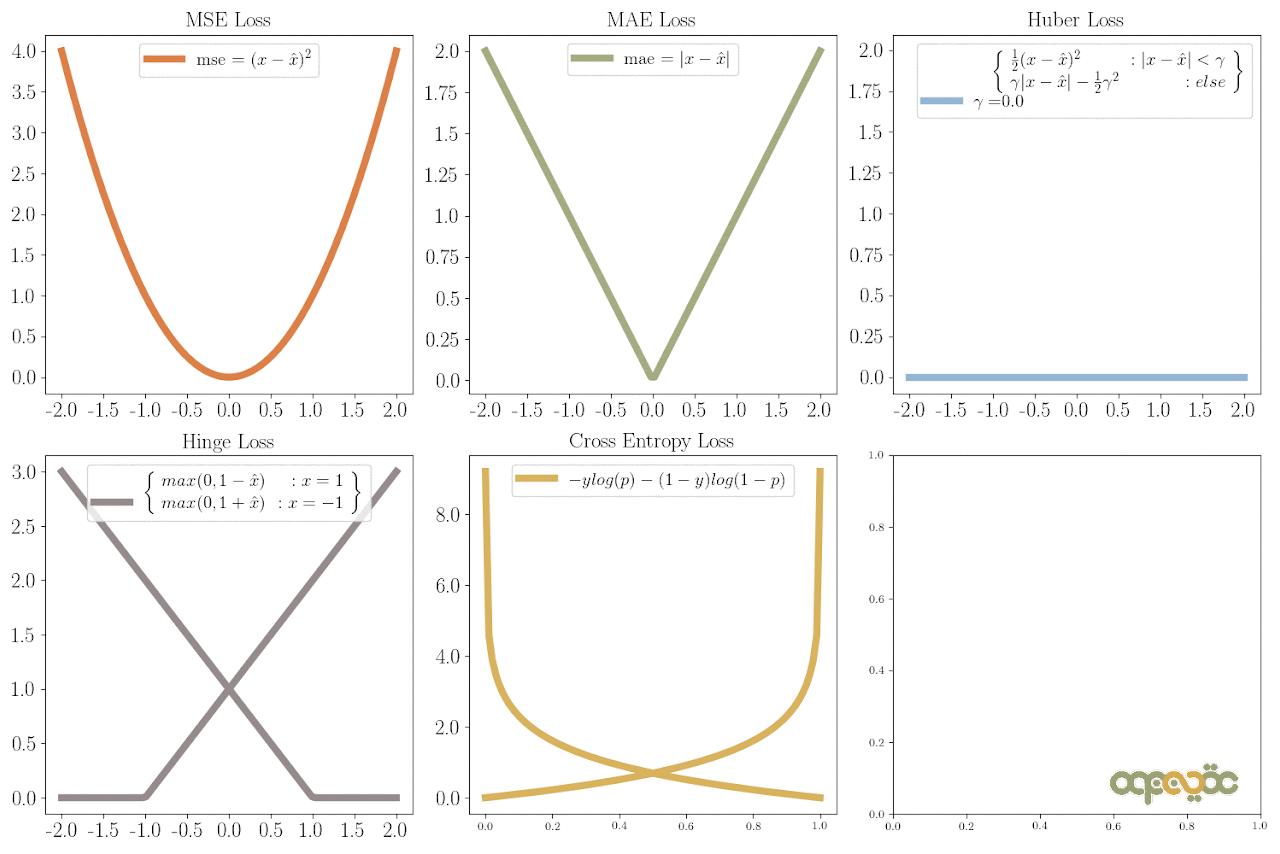 MSE Loss
mse = (x − x̂)²
4.0
3.5
3.0
2.5
2.0
1.5
1.0
0.5
0.0
-2.0 -1.5 -1.0 -0.5 0.0 0.5 1.0 1.5 2.0
MAE Loss
mae = |x − x̂|
2.0
1.75
1.5
1.25
1.0
0.75
0.5
0.25
0.0
-2.0 -1.5 -1.0 -0.5 0.0 0.5 1.0 1.5 2.0
Huber Loss
{ ½(x − x̂)² : |x − x̂| < γ }
{ γ|x − x̂| − ½γ² : else }
γ =0.0
2.0
1.75
1.5
1.25
1.0
0.75
0.5
0.25
0.0
-2.0 -1.5 -1.0 -0.5 0.0 0.5 1.0 1.5 2.0
Hinge Loss
{ max(0, 1 − x̂) : x = 1 }
{ max(0, 1 + x̂) : x = −1 }
3.0
2.5
2.0
1.5
1.0
0.5
0.0
-2.0 -1.5 -1.0 -0.5 0.0 0.5 1.0 1.5 2.0
Cross Entropy Loss
−ylog(p) − (1 − y)log(1 − p)
8.0
6.0
4.0
2.0
0.0
0.0 0.2 0.4 0.6 0.8 1.0
1.0
0.8
0.6
0.4
0.2
0.0
0.0 0.2 0.4 0.6 0.8 1.0